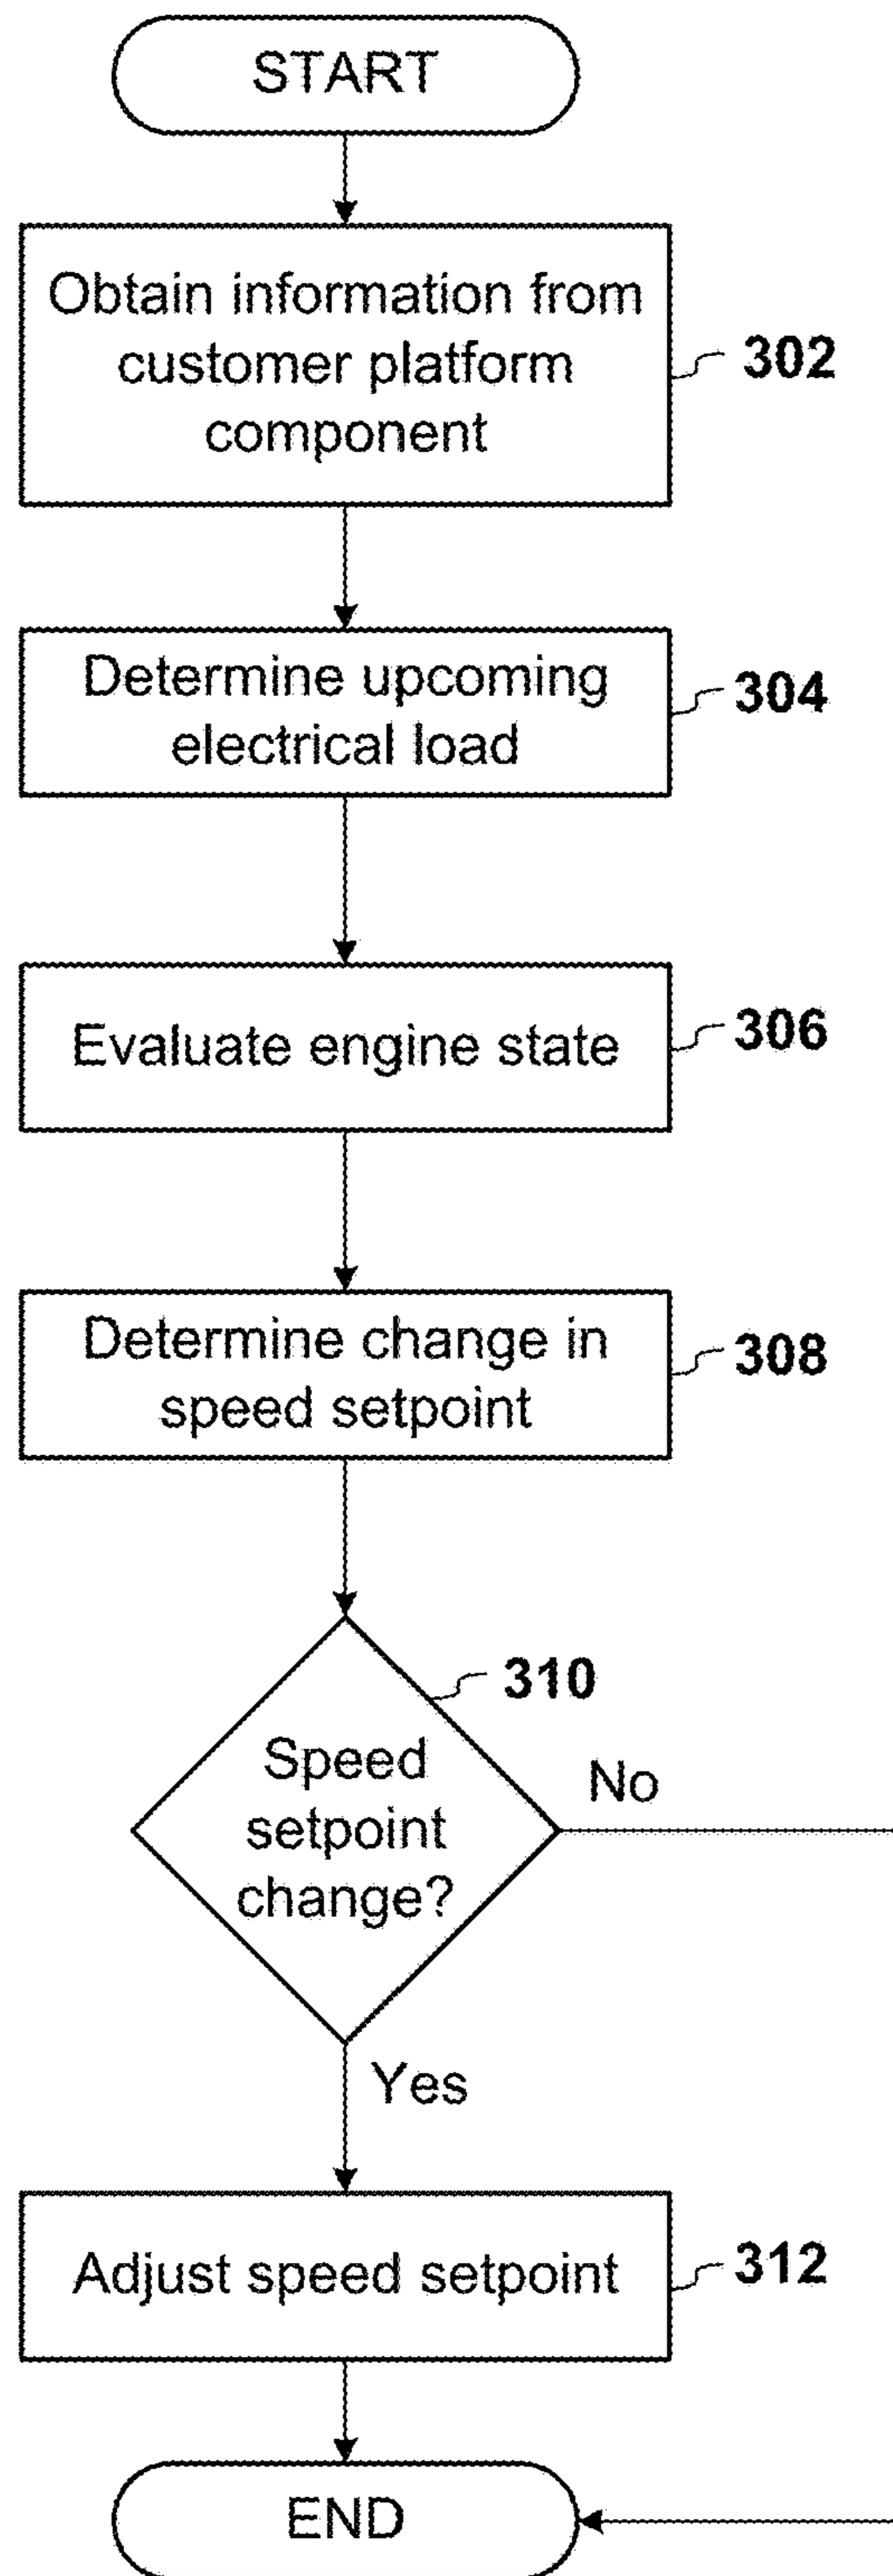 START
Obtain information from
customer platform
component
302
Determine upcoming
electrical load
304
Evaluate engine state
306
Determine change in
speed setpoint
308
310
Speed
setpoint
change?
No
Yes
Adjust speed setpoint
312
END